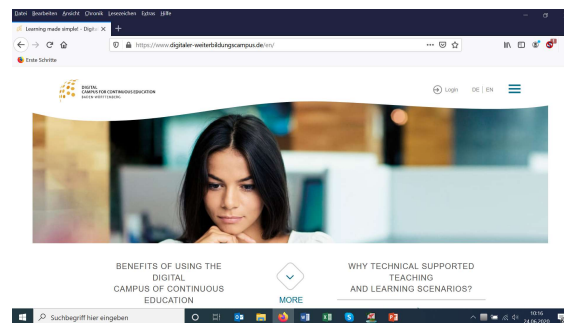 Datei Bearbeiten Ansicht Chronik Lesezeichen Extras Hilfe
Learning made simple! - Digita
https://www.digitaler-weiterbildungscampus.de/en/
Erste Schritte
DIGITAL
CAMPUS FOR CONTINUOUS EDUCATION
BADEN-WÜRTTEMBERG
Login DE | EN
BENEFITS OF USING THE
DIGITAL
CAMPUS OF CONTINUOUS
EDUCATION
MORE
WHY TECHNICAL SUPPORTED
TEACHING
AND LEARNING SCENARIOS?
Suchbegriff hier eingeben
10:16
24.06.2020